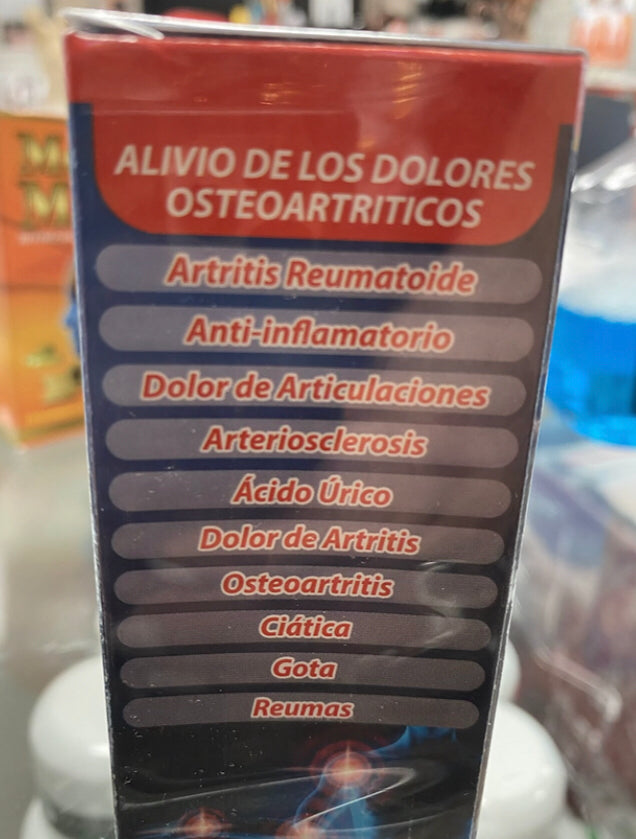 ALIVIO DE LOS DOLORES
OSTEOARTRITICOS
Artritis Reumatoide
Anti-inflamatorio
Dolor de Articulaciones
Arteriosclerosis
Ácido Úrico
Dolor de Artritis
Osteoartritis
Ciática
Gota
Reumas